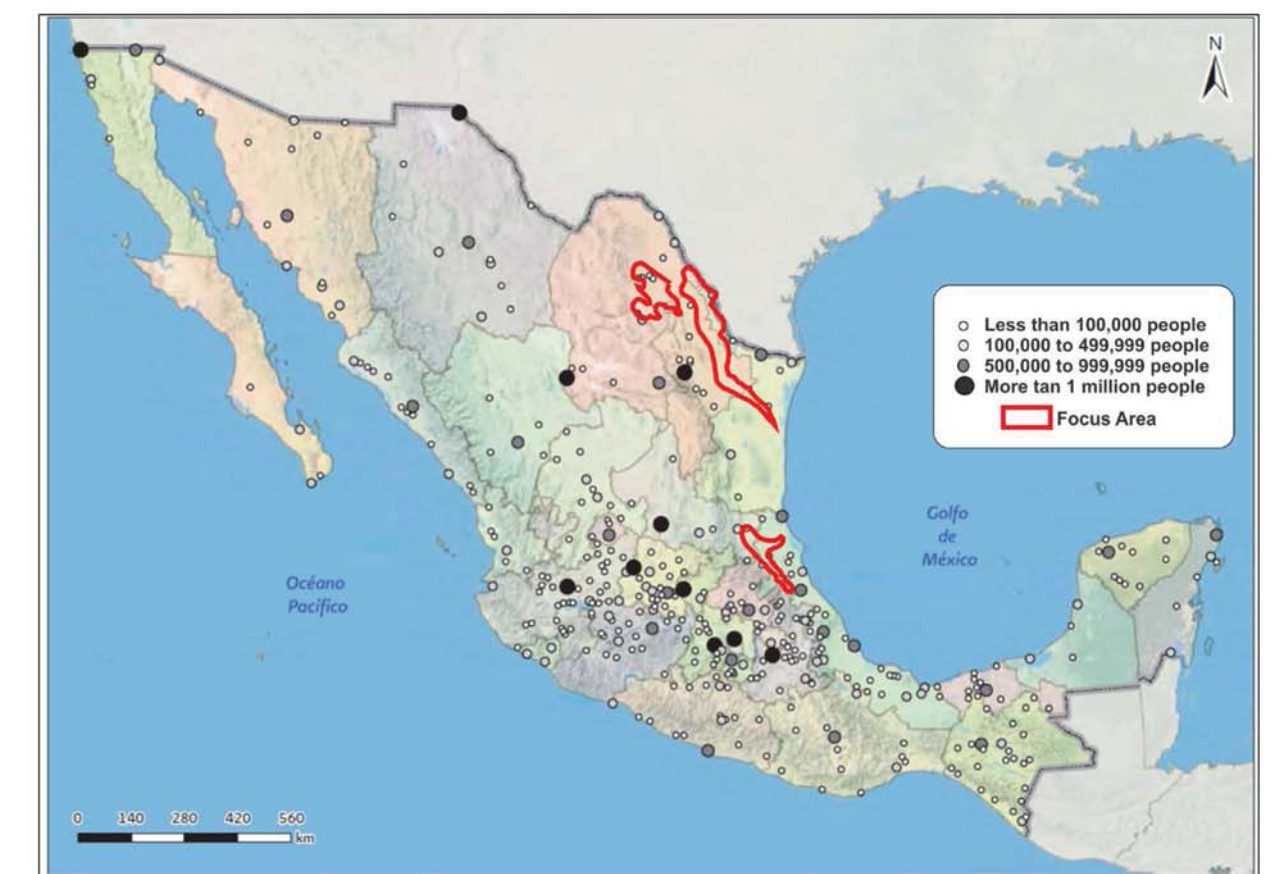 N
Less than 100,000 people
100,000 to 499,999 people
500,000 to 999,999 people
More tan 1 million people
Focus Area
Golfo
de
México
Océano
Pacífico
0 140 280 420 560
km